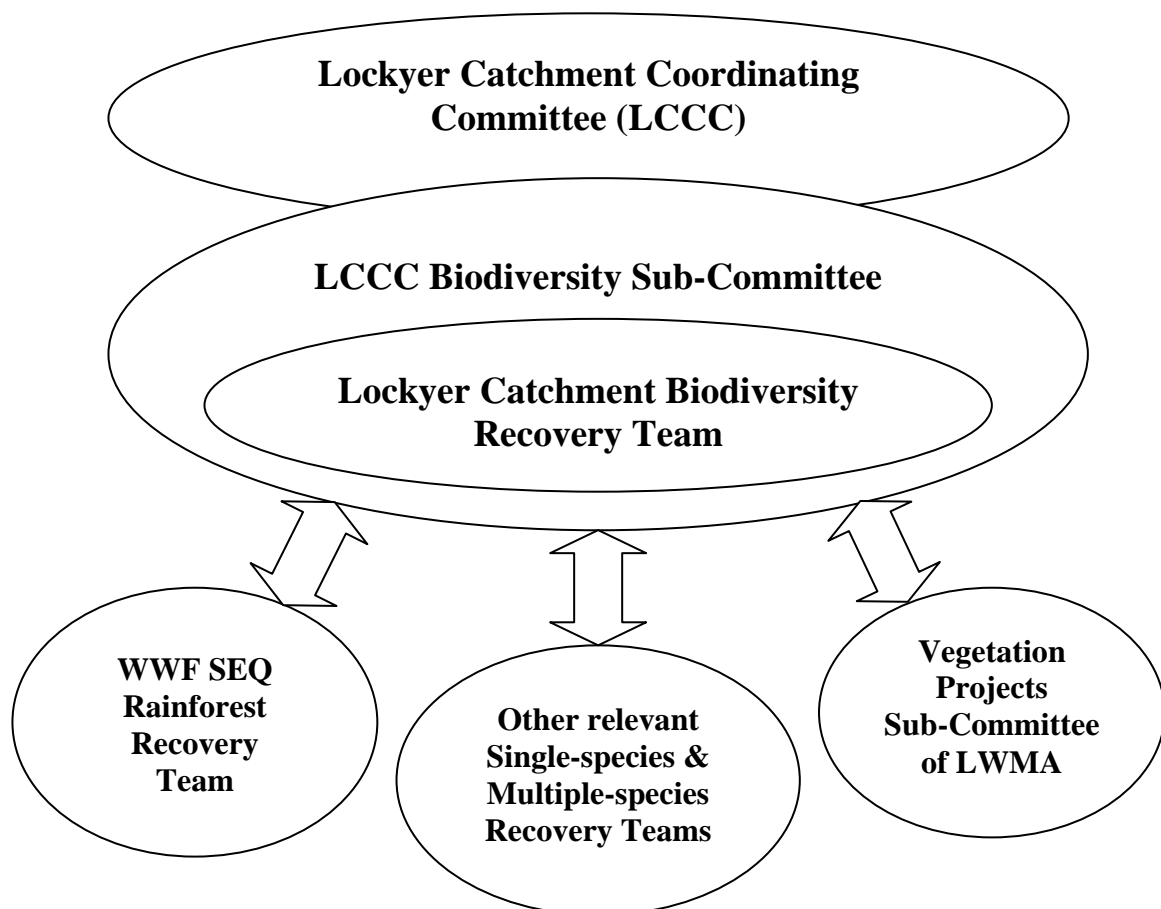 Lockyer Catchment Coordinating
Committee (LCCC)
LCCC Biodiversity Sub-Committee
Lockyer Catchment Biodiversity
Recovery Team
WWF SEQ
Rainforest
Recovery
Team
Other relevant
Single-species &
Multiple-species
Recovery Teams
Vegetation
Projects
Sub-Committee
of LWMA